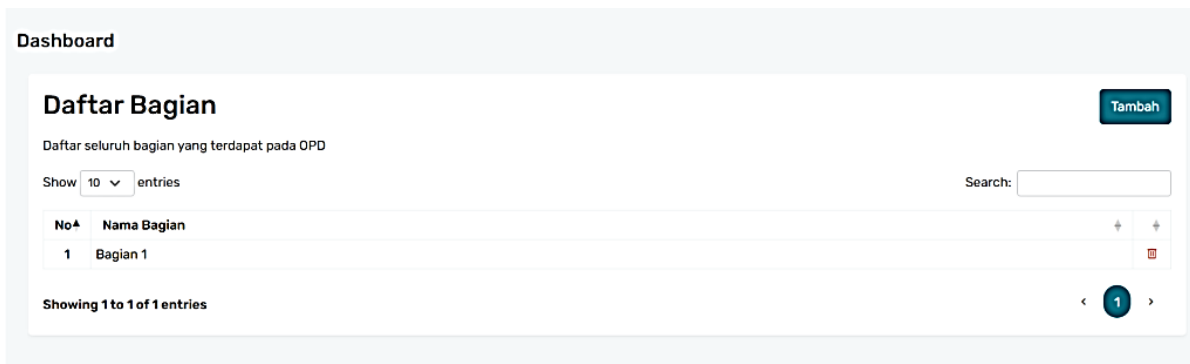 Dashboard
Daftar Bagian
Tambah
Daftar seluruh bagian yang terdapat pada OPD
Show 10 entries
Search:
No Nama Bagian
1 Bagian 1
Showing 1 to 1 of 1 entries
1